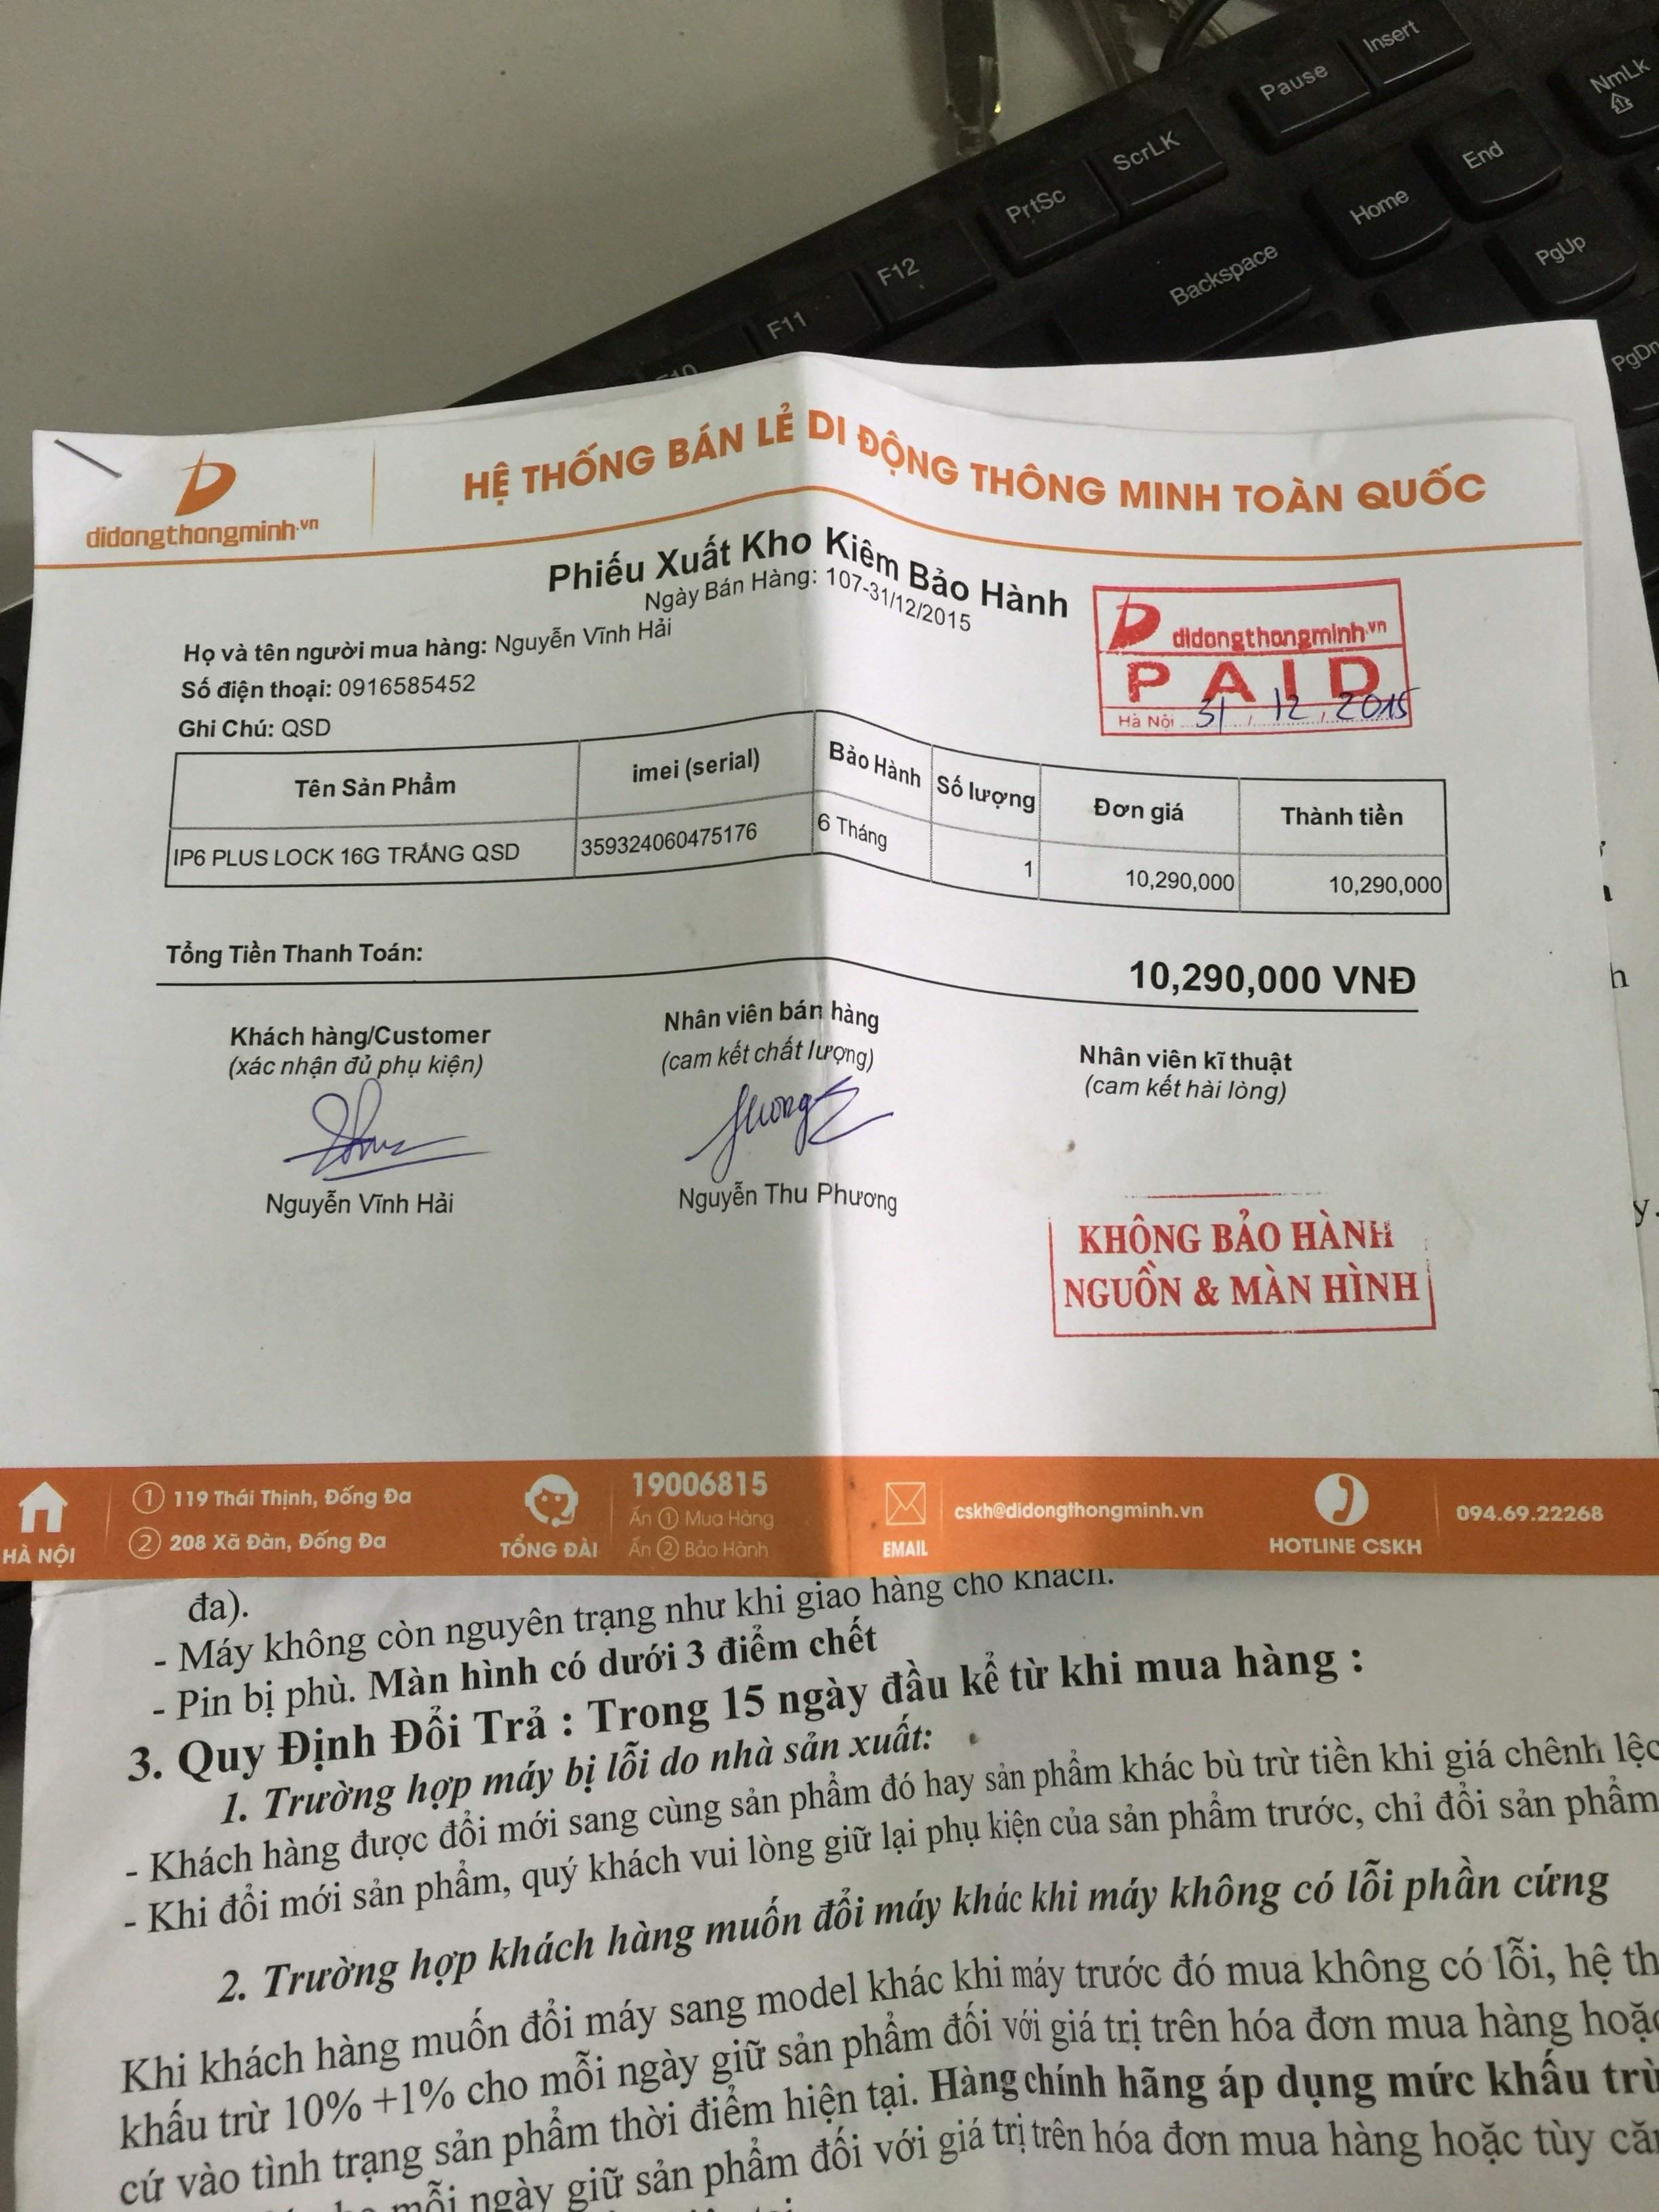 Insert
Pause
NmLk
ScrLK
End
PrtSc
Home
F12
Backspace
PgUp
F11
PgDn
F10
didongthongminh.vn
HỆ THỐNG BÁN LẺ DI ĐỘNG THÔNG MINH TOÀN QUỐC
Phiếu Xuất Kho Kiêm Bảo Hành
Ngày Bán Hàng: 107-31/12/2015
Họ và tên người mua hàng: Nguyễn Vĩnh Hải
Số điện thoại: 0916585452
Ghi Chú: QSD
didongthongminh.vn
PAID
Hà Nội 31 / 12 / 2015
Tên Sản Phẩm imei (serial) Bảo Hành Số lượng Đơn giá Thành tiền
IP6 PLUS LOCK 16G TRẮNG QSD 359324060475176 6 Tháng 1 10,290,000 10,290,000
Tổng Tiền Thanh Toán: 10,290,000 VNĐ
Khách hàng/Customer Nhân viên bán hàng Nhân viên kĩ thuật
(xác nhận đủ phụ kiện) (cam kết chất lượng) (cam kết hài lòng)
Nguyễn Vĩnh Hải Nguyễn Thu Phương
KHÔNG BẢO HÀNH
NGUỒN & MÀN HÌNH
HÀ NỘI
1 119 Thái Thịnh, Đống Đa
2 208 Xã Đàn, Đống Đa
TỔNG ĐÀI
19006815
Ấn 1 Mua Hàng
Ấn 2 Bảo Hành
EMAIL
cskh@didongthongminh.vn
HOTLINE CSKH
094.69.22268
đa).
- Máy không còn nguyên trạng như khi giao hàng cho khách.
- Pin bị phù. Màn hình có dưới 3 điểm chết
3. Quy Định Đổi Trả : Trong 15 ngày đầu kể từ khi mua hàng :
1. Trường hợp máy bị lỗi do nhà sản xuất:
- Khách hàng được đổi mới sang cùng sản phẩm đó hay sản phẩm khác bù trừ tiền khi giá chênh lệc
- Khi đổi mới sản phẩm, quý khách vui lòng giữ lại phụ kiện của sản phẩm trước, chỉ đổi sản phẩm
2. Trường hợp khách hàng muốn đổi máy khác khi máy không có lỗi phần cứng
Khi khách hàng muốn đổi máy sang model khác khi máy trước đó mua không có lỗi, hệ th
khấu trừ 10% +1% cho mỗi ngày giữ sản phẩm đối với giá trị trên hóa đơn mua hàng hoặc
cứ vào tình trạng sản phẩm thời điểm hiện tại. Hàng chính hãng áp dụng mức khấu trừ
mỗi ngày giữ sản phẩm đối với giá trị trên hóa đơn mua hàng hoặc tùy căn